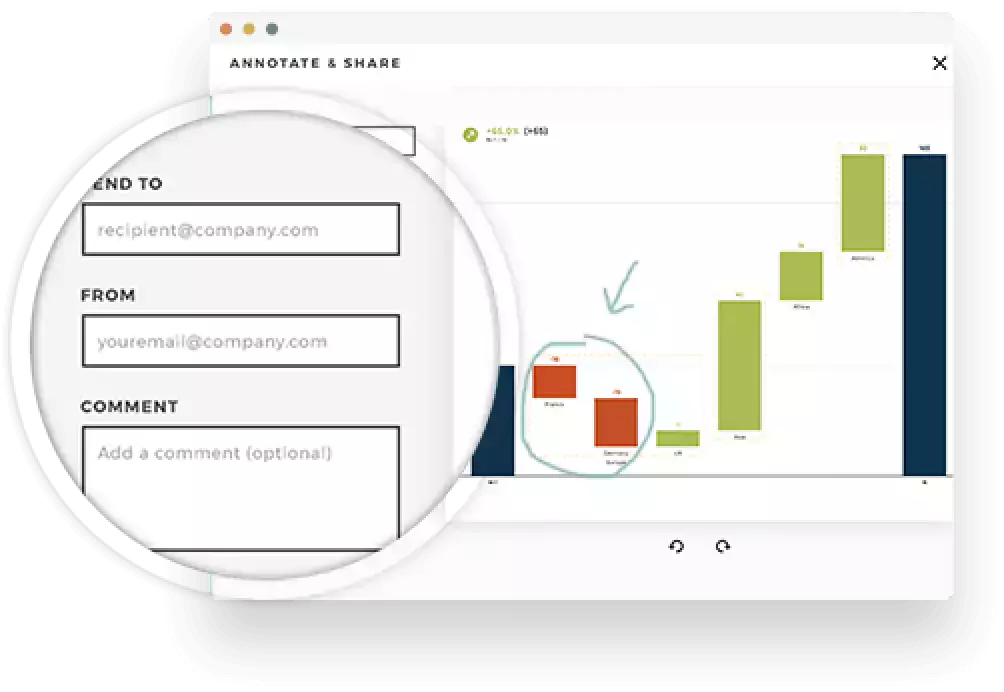 ANNOTATE & SHARE
END TO
recipient@company.com
FROM
youremail@company.com
COMMENT
Add a comment (optional)
+65.0% (+65)
France
Germany
Europe
UK
Asia
Africa
America